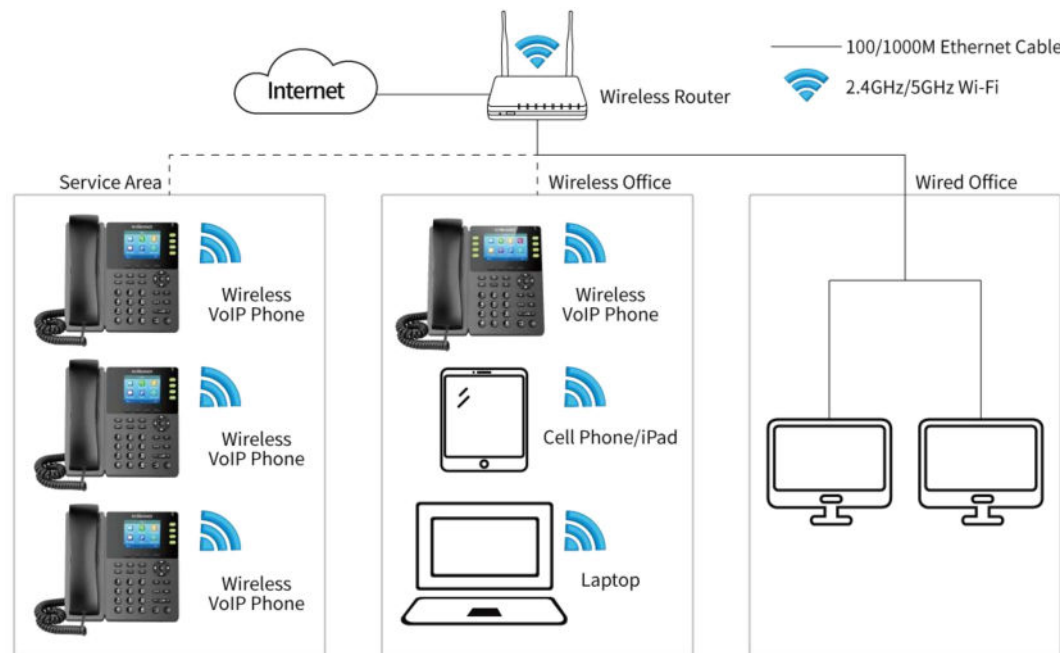 100/1000M Ethernet Cable
Internet
2.4GHz/5GHz Wi-Fi
Wireless Router
Service Area
Wireless Office
Wired Office
Wireless
VoIP Phone
Wireless
VoIP Phone
Wireless
VoIP Phone
Wireless
VoIP Phone
Cell Phone/iPad
Laptop